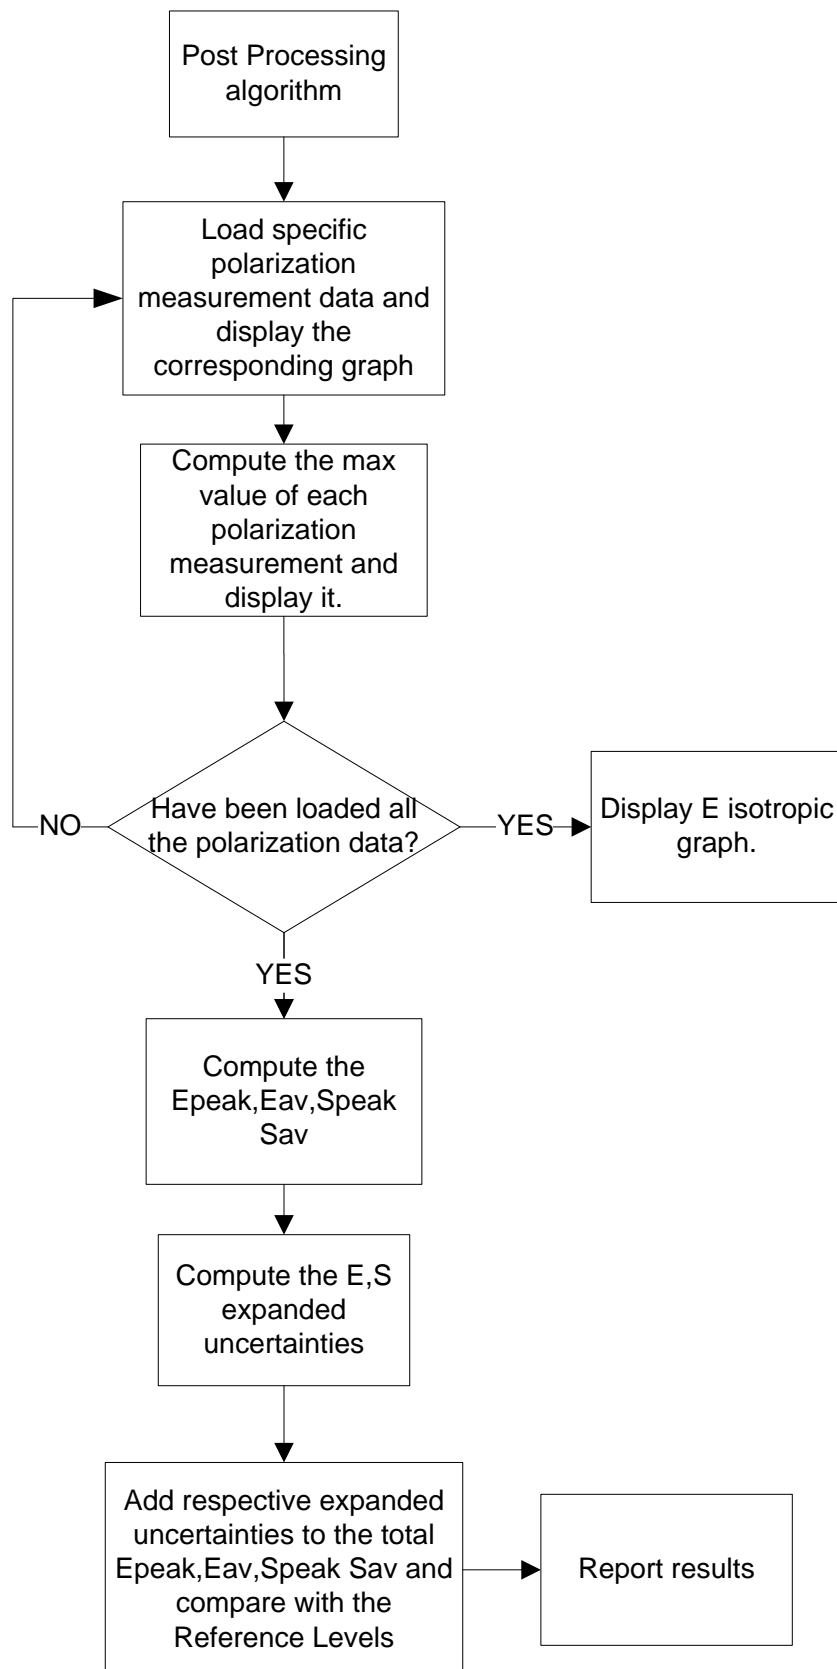 Post Processing
algorithm
Load specific
polarization
measurement data and
display the
corresponding graph
Compute the max
value of each
polarization
measurement and
display it.
Have been loaded all
the polarization data?
NO
YES
Display E isotropic
graph.
YES
Compute the
Epeak,Eav,Speak
Sav
Compute the E,S
expanded
uncertainties
Add respective expanded
uncertainties to the total
Epeak,Eav,Speak Sav and
compare with the
Reference Levels
Report results